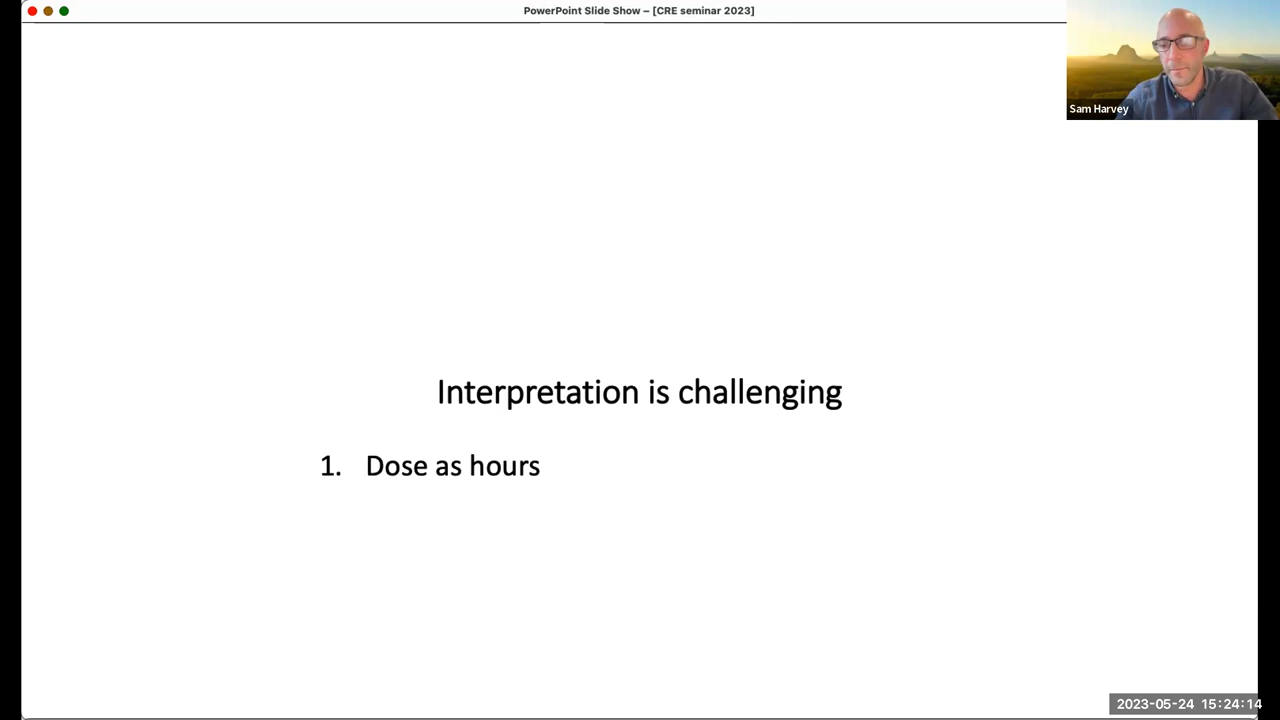 PowerPoint Slide Show – [CRE seminar 2023]
Sam Harvey
Interpretation is challenging
1. Dose as hours
2023-05-24 15:24:14